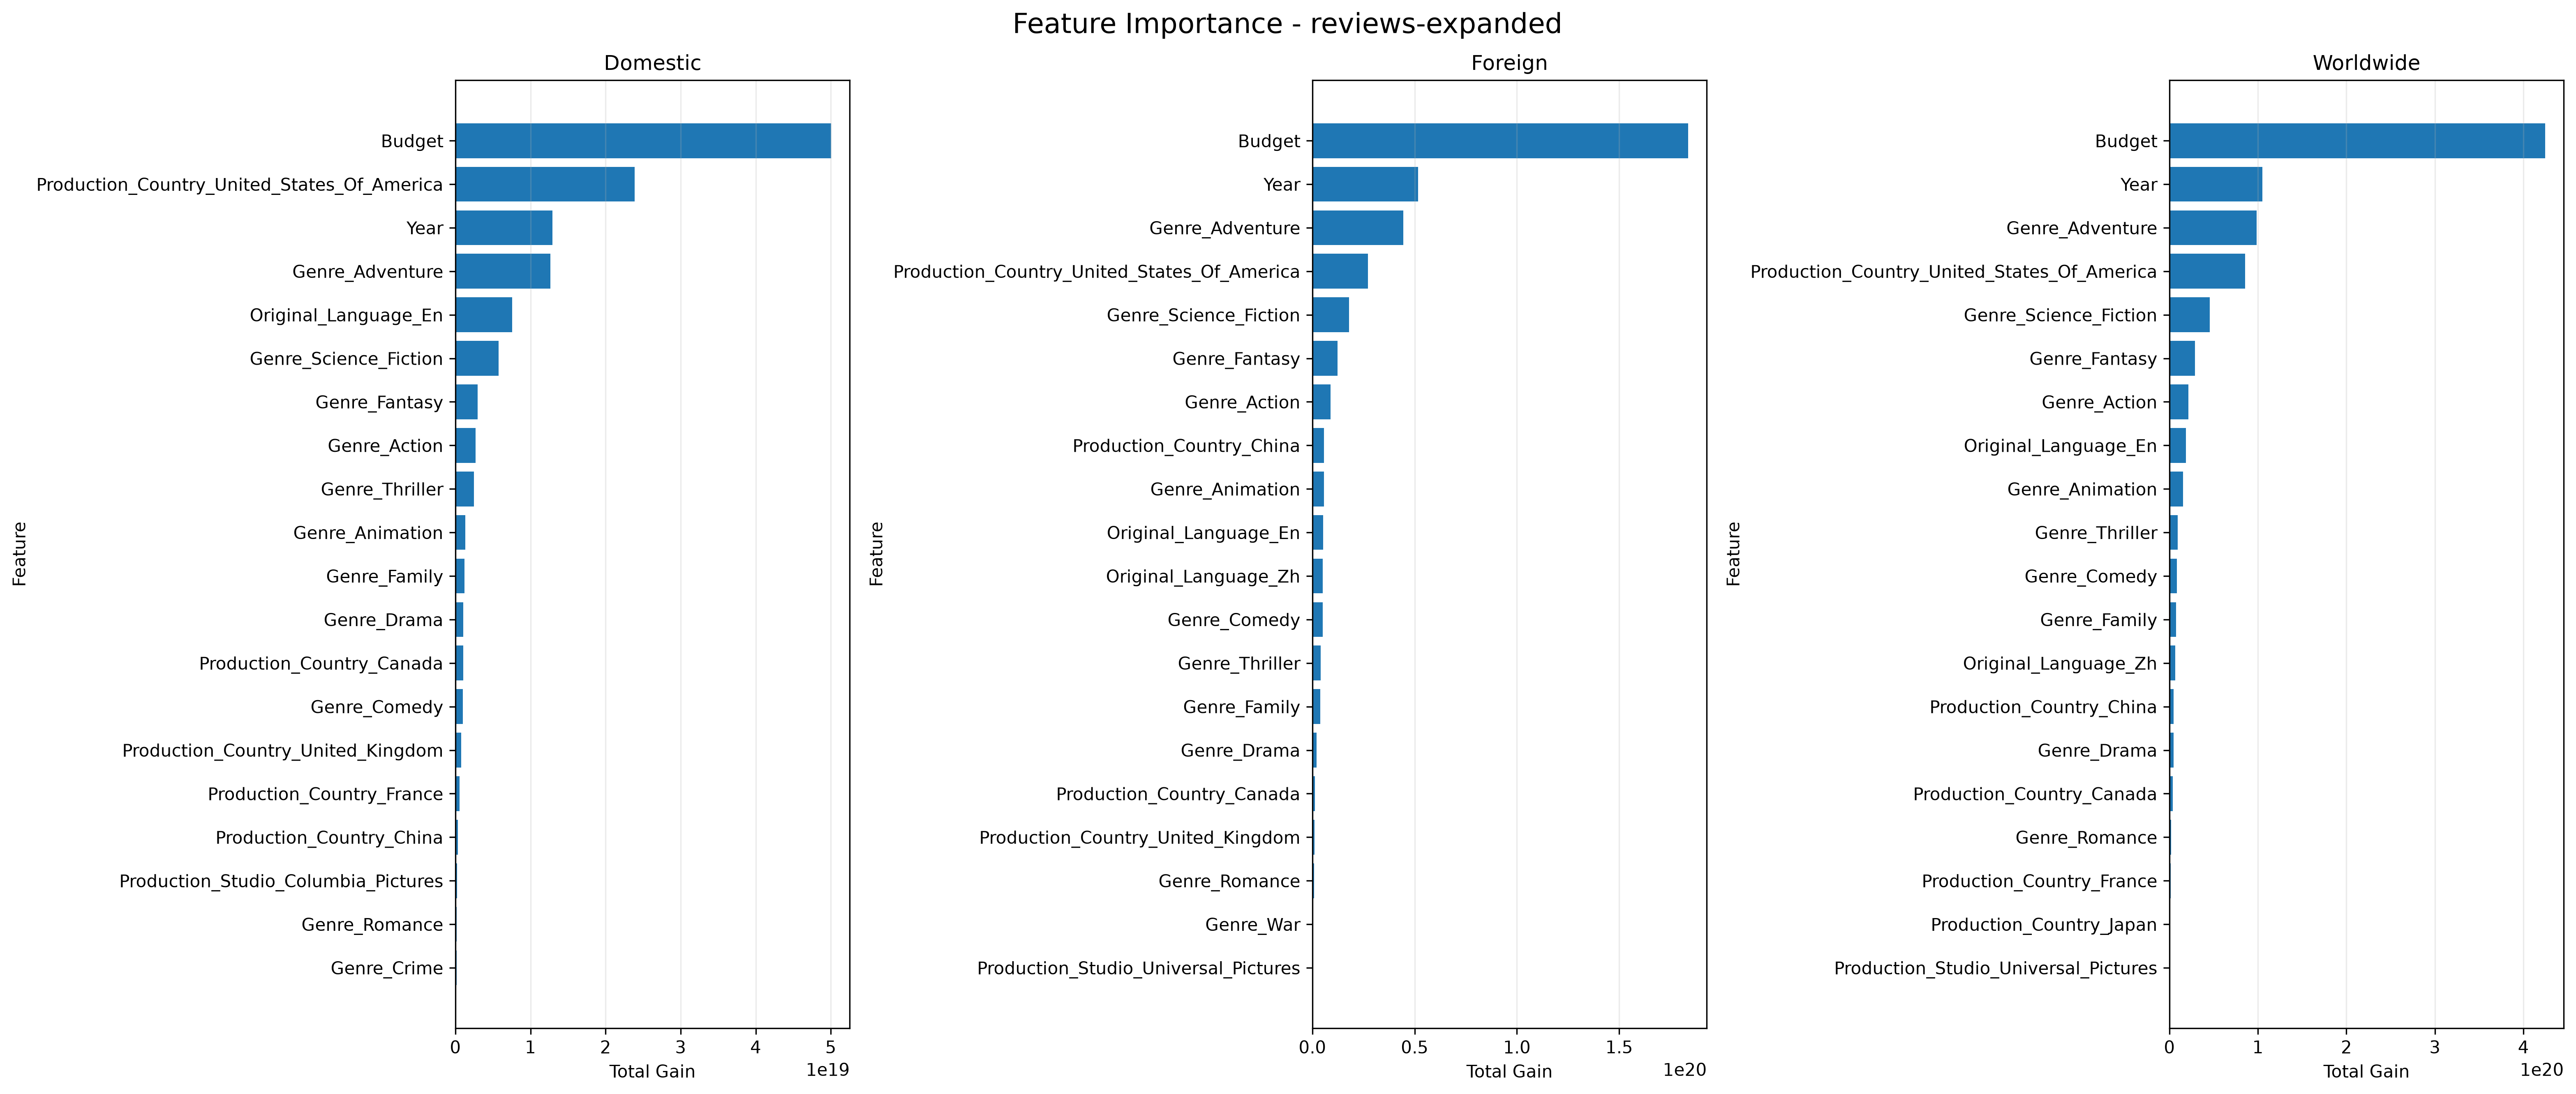 Feature Importance - reviews-expanded
Domestic
Feature
Budget
Production_Country_United_States_Of_America
Year
Genre_Adventure
Original_Language_En
Genre_Science_Fiction
Genre_Fantasy
Genre_Action
Genre_Thriller
Genre_Animation
Genre_Family
Genre_Drama
Production_Country_Canada
Genre_Comedy
Production_Country_United_Kingdom
Production_Country_France
Production_Country_China
Production_Studio_Columbia_Pictures
Genre_Romance
Genre_Crime
0 1 2 3 4 5
Total Gain
1e19
Foreign
Feature
Budget
Year
Genre_Adventure
Production_Country_United_States_Of_America
Genre_Science_Fiction
Genre_Fantasy
Genre_Action
Production_Country_China
Genre_Animation
Original_Language_En
Original_Language_Zh
Genre_Comedy
Genre_Thriller
Genre_Family
Genre_Drama
Production_Country_Canada
Production_Country_United_Kingdom
Genre_Romance
Genre_War
Production_Studio_Universal_Pictures
0.0 0.5 1.0 1.5
Total Gain
1e20
Worldwide
Feature
Budget
Year
Genre_Adventure
Production_Country_United_States_Of_America
Genre_Science_Fiction
Genre_Fantasy
Genre_Action
Original_Language_En
Genre_Animation
Genre_Thriller
Genre_Comedy
Genre_Family
Original_Language_Zh
Production_Country_China
Genre_Drama
Production_Country_Canada
Genre_Romance
Production_Country_France
Production_Country_Japan
Production_Studio_Universal_Pictures
0 1 2 3 4
Total Gain
1e20